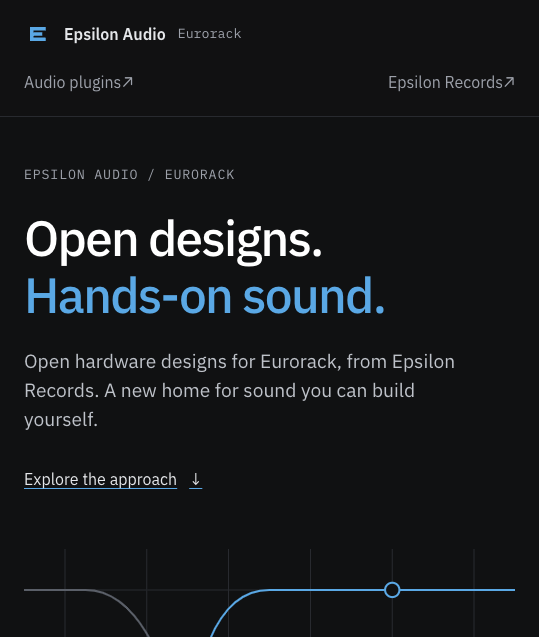 Epsilon Audio Eurorack
Audio plugins↗ Epsilon Records↗
EPSILON AUDIO / EURORACK
Open designs.
Hands-on sound.
Open hardware designs for Eurorack, from Epsilon
Records. A new home for sound you can build
yourself.
Explore the approach ↓